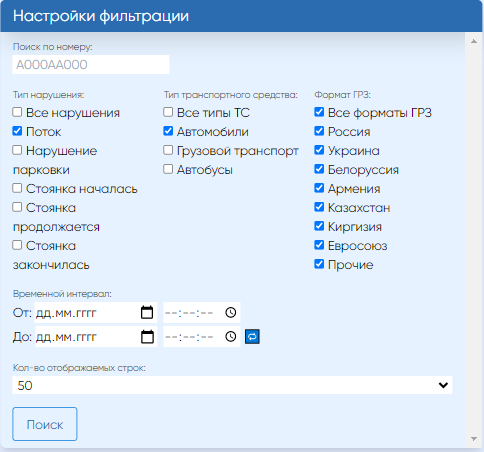 Настройки фильтрации
Поиск по номеру:
А000АА000
Тип нарушения:
Все нарушения
Поток
Нарушение
парковки
Стоянка началась
Стоянка
продолжается
Стоянка
закончилась
Тип транспортного средства:
Все типы ТС
Автомобили
Грузовой транспорт
Автобусы
Формат ГРЗ:
Все форматы ГРЗ
Россия
Украина
Белоруссия
Армения
Казахстан
Киргизия
Евросоюз
Прочие
Временной интервал:
От: дд.мм.гггг --:--:--
До: дд.мм.гггг --:--:--
Кол-во отображаемых строк:
50
Поиск